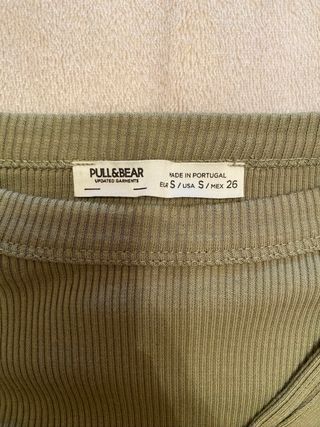 PULL&BEAR
UPDATED GARMENTS
MADE IN PORTUGAL
EUR S / USA S / MEX 26